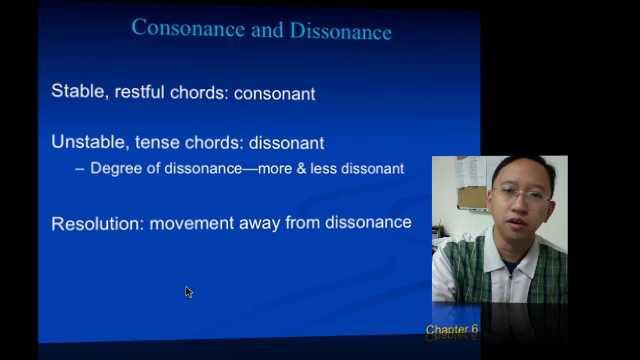 Consonance and Dissonance
Stable, restful chords: consonant
Unstable, tense chords: dissonant
– Degree of dissonance—more & less dissonant
Resolution: movement away from dissonance
Chapter 6